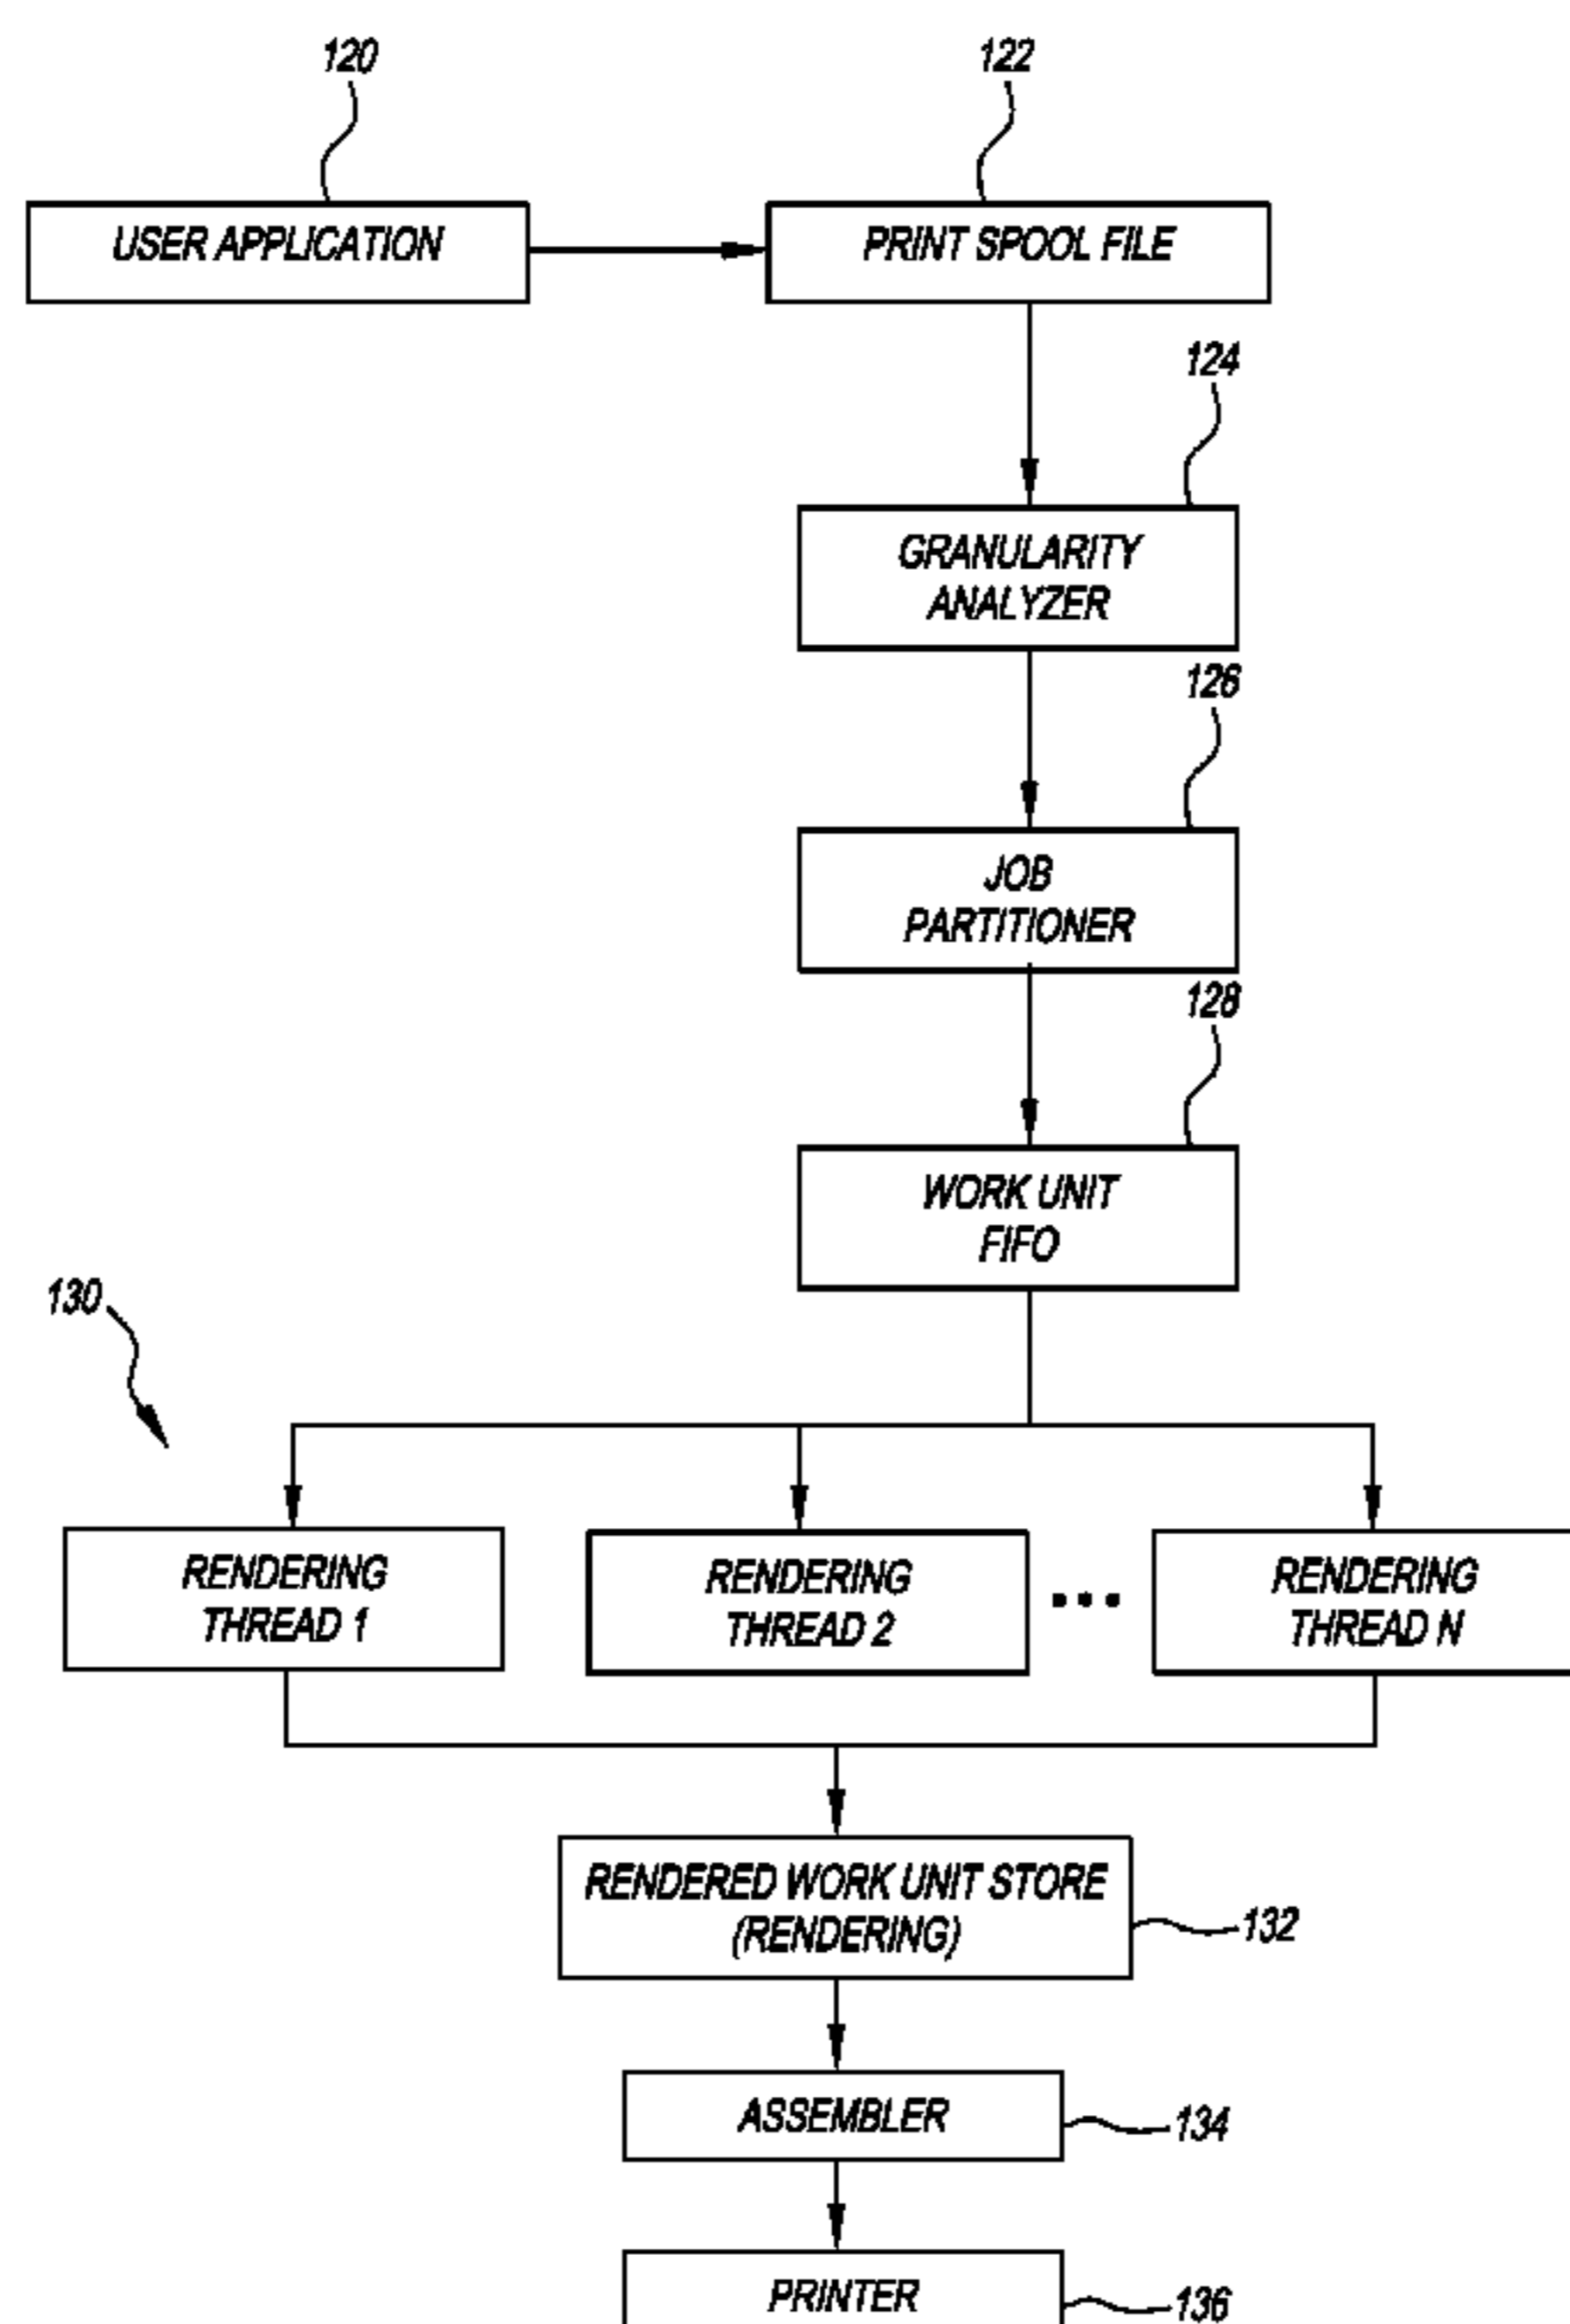 120
122
USER APPLICATION
PRINT SPOOL FILE
124
GRANULARITY
ANALYZER
126
JOB
PARTITIONER
128
WORK UNIT
FIFO
130
RENDERING
THREAD 1
RENDERING
THREAD 2
RENDERING
THREAD N
RENDERED WORK UNIT STORE
(RENDERING)
132
ASSEMBLER
134
PRINTER
136